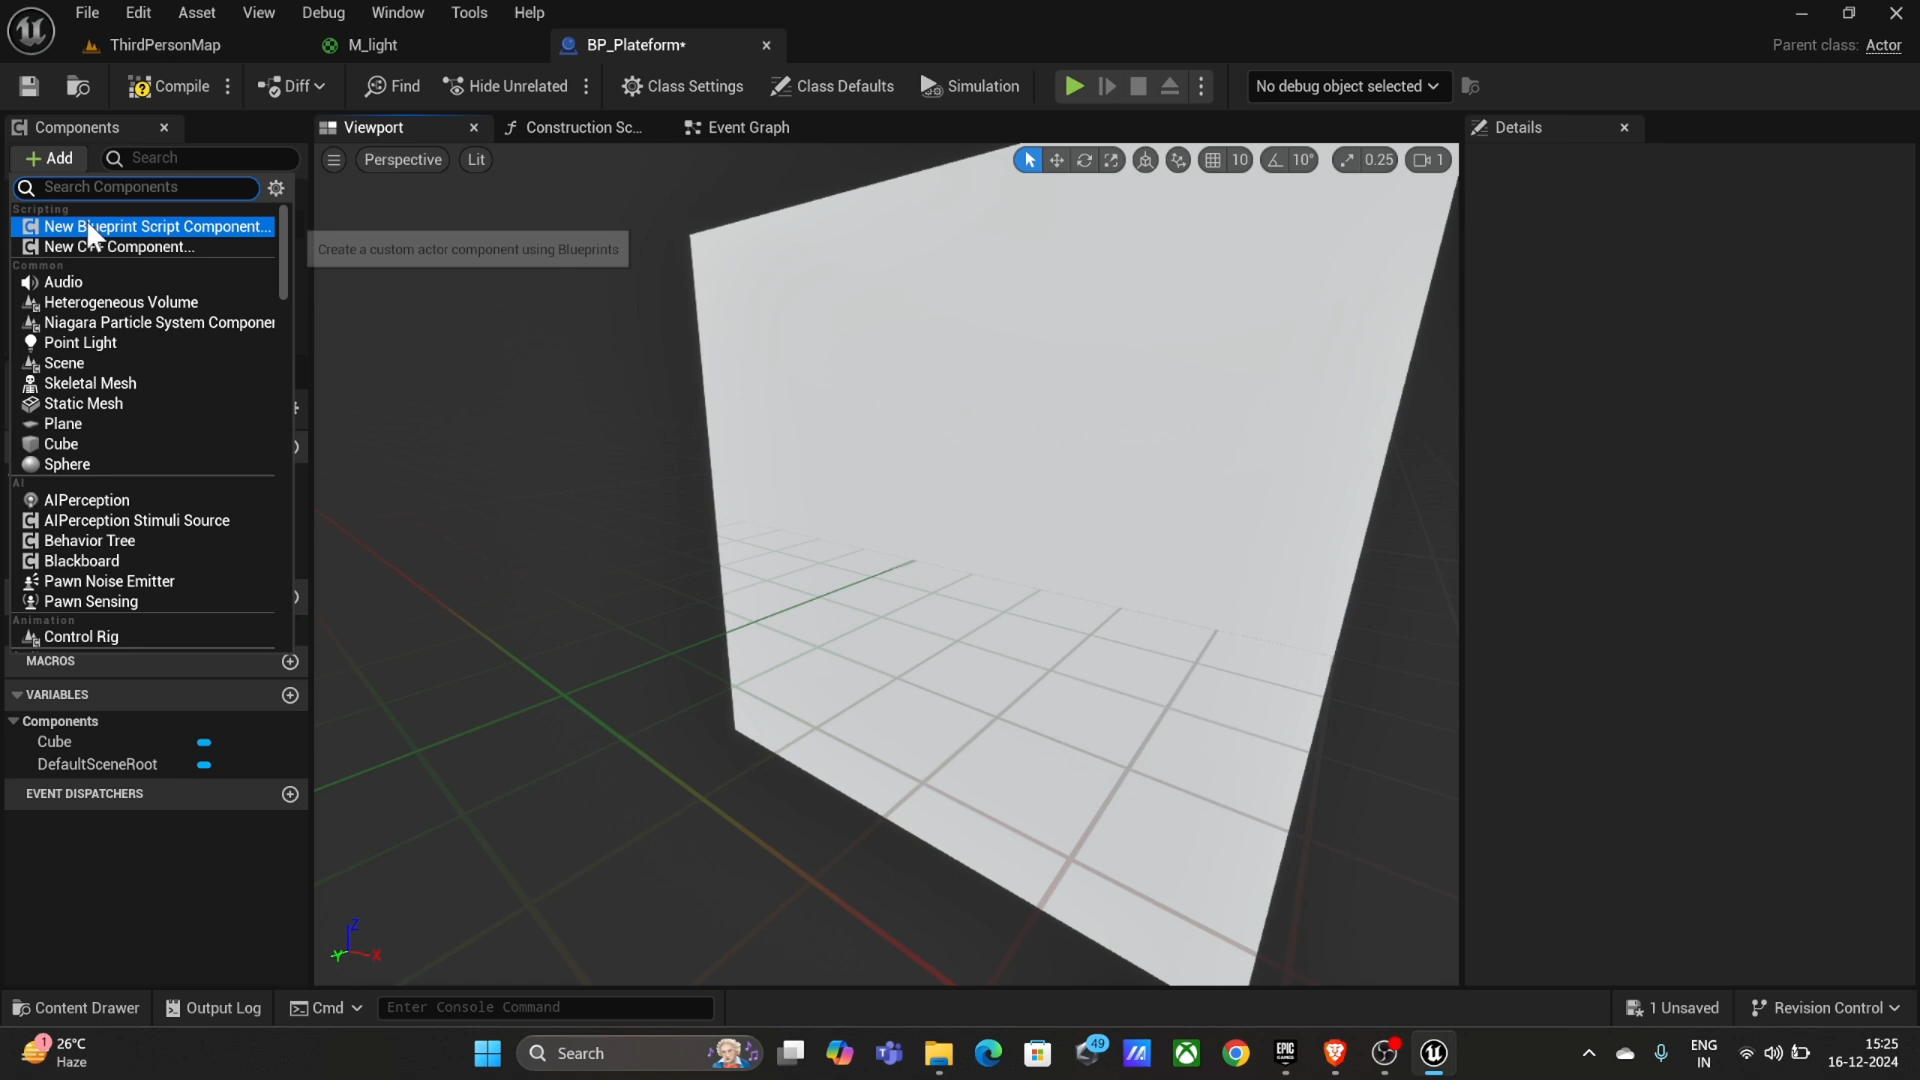 File Edit Asset View Debug Window Tools Help
ThirdPersonMap M_light BP_Plateform* Parent class: Actor
Compile Diff Find Hide Unrelated Class Settings Class Defaults Simulation No debug object selected
Components Viewport Construction Sc... Event Graph Details
Add Search Perspective Lit 10 10° 0.25 1
Search Components
Scripting
New Blueprint Script Component...
New C++ Component... Create a custom actor component using Blueprints
Common
Audio
Heterogeneous Volume
Niagara Particle System Componen
Point Light
Scene
Skeletal Mesh
Static Mesh
Plane
Cube
Sphere
AI
AIPerception
AIPerception Stimuli Source
Behavior Tree
Blackboard
Pawn Noise Emitter
Pawn Sensing
Animation
Control Rig
MACROS
VARIABLES
Components
Cube
DefaultSceneRoot
EVENT DISPATCHERS
Z
Y X
Content Drawer Output Log Cmd Enter Console Command 1 Unsaved Revision Control
1 26°C
Haze
Search
49
EPIC GAMES
ENG
IN
15:25
16-12-2024